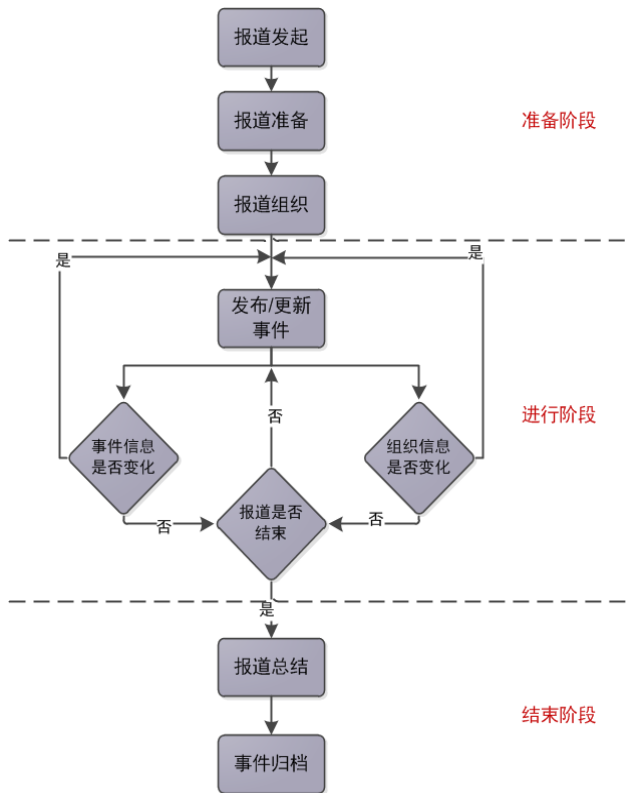 报道发起
报道准备
准备阶段
报道组织
是
是
发布/更新
事件
否
进行阶段
事件信息
是否变化
组织信息
是否变化
报道是否
结束
否
否
是
报道总结
结束阶段
事件归档